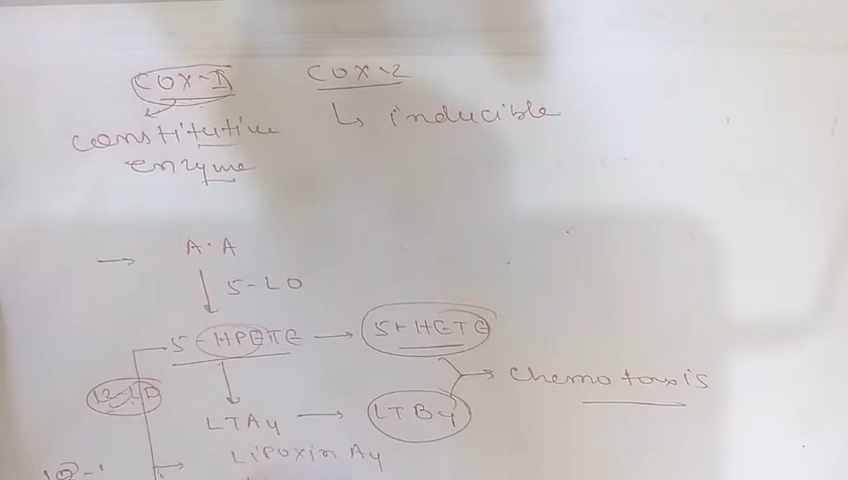 COX-I COX-2
constitutive ↳ inducible
enzyme
→ A.A
↓ 5-LO
5-HPETE → 5-HETE
→ chemotaxis
12-LO
LTA4 → LTB4
Lipoxin A4